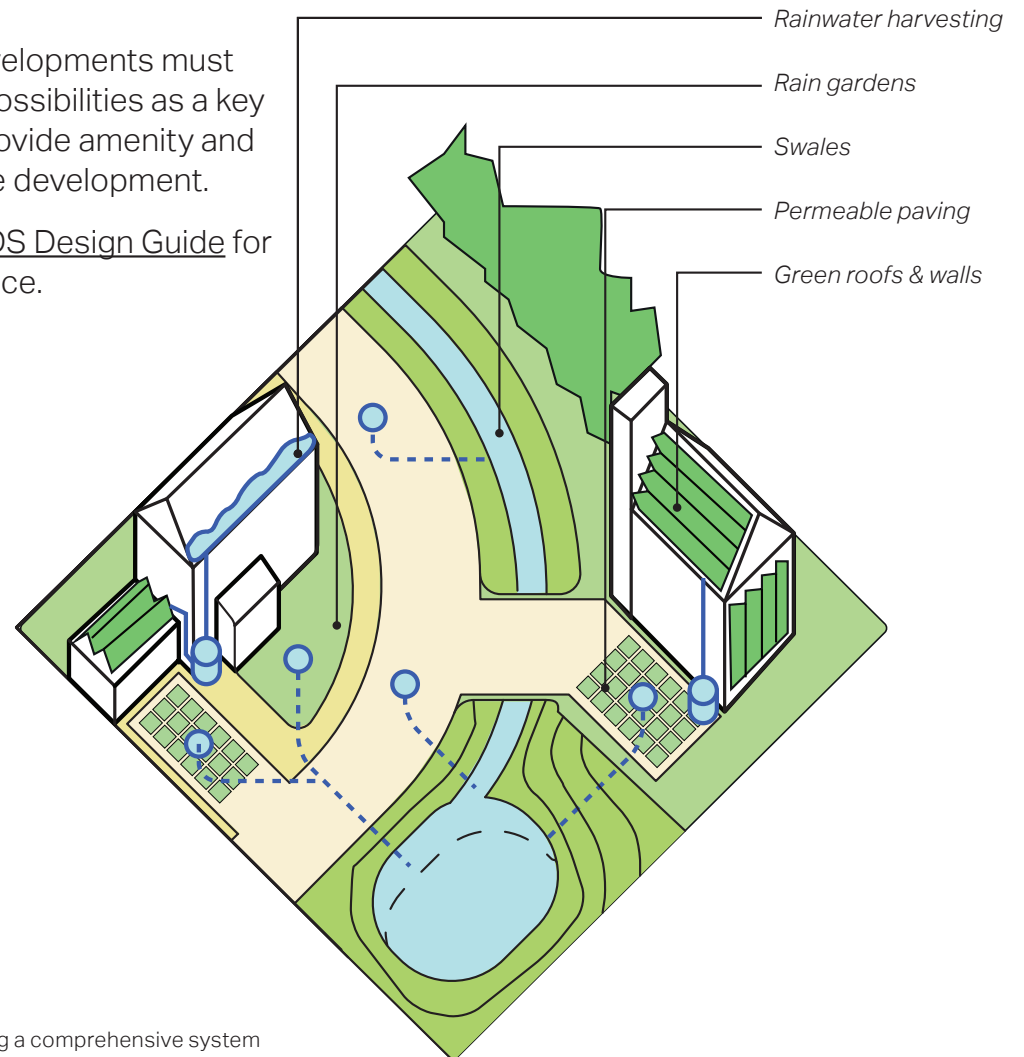 velopments must
ossibilities as a key
ovide amenity and
e development.
DS Design Guide for
ce.
Rainwater harvesting
Rain gardens
Swales
Permeable paving
Green roofs & walls
g a comprehensive system